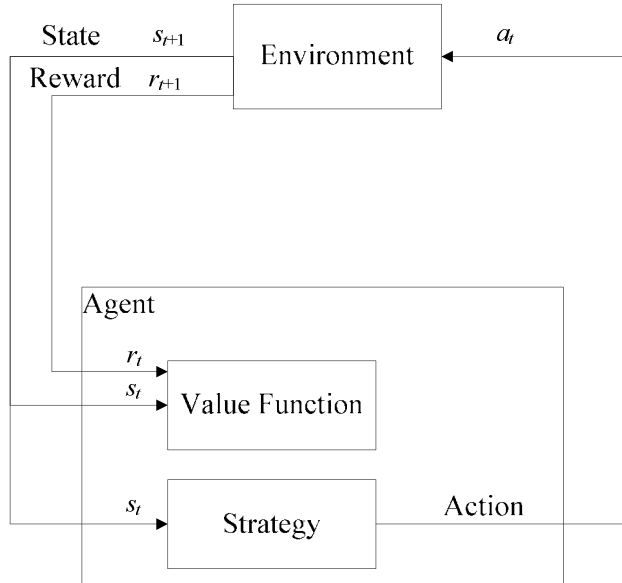 State s_{t+1}
Environment
a_t
Reward r_{t+1}
Agent
r_t
s_t
Value Function
s_t
Strategy
Action